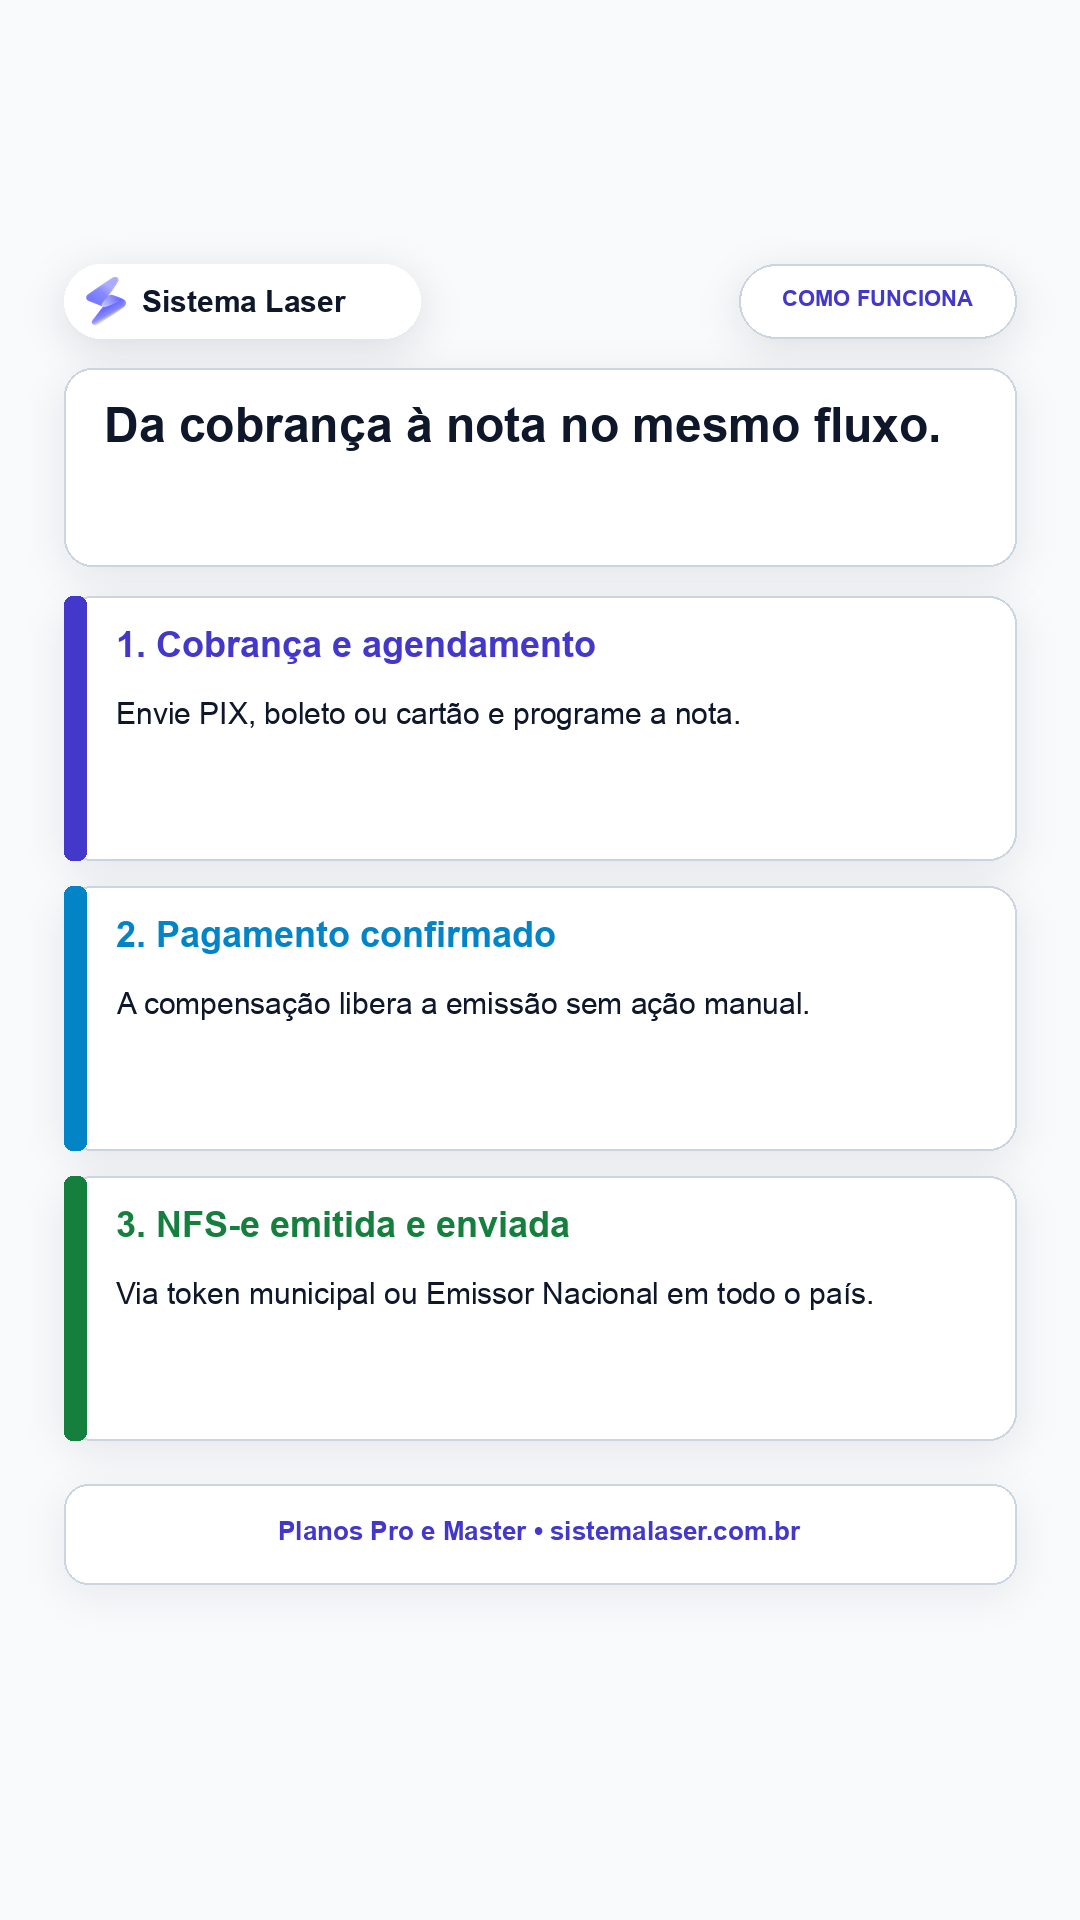 Sistema Laser
COMO FUNCIONA
Da cobrança à nota no mesmo fluxo.
1. Cobrança e agendamento
Envie PIX, boleto ou cartão e programe a nota.
2. Pagamento confirmado
A compensação libera a emissão sem ação manual.
3. NFS-e emitida e enviada
Via token municipal ou Emissor Nacional em todo o país.
Planos Pro e Master • sistemalaser.com.br